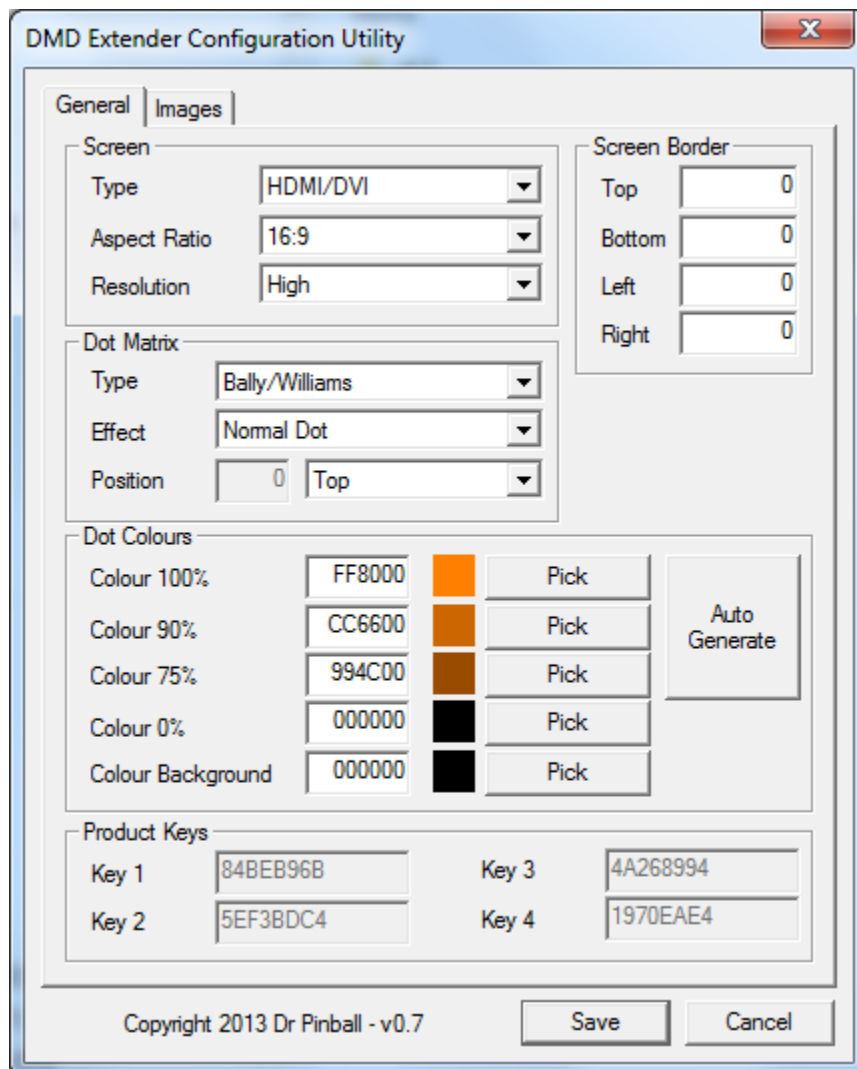 DMD Extender Configuration Utility
General
Images
Screen
Type HDMI/DVI
Aspect Ratio 16:9
Resolution High
Screen Border
Top 0
Bottom 0
Left 0
Right 0
Dot Matrix
Type Bally/Williams
Effect Normal Dot
Position 0 Top
Dot Colours
Colour 100% FF8000 Pick
Colour 90% CC6600 Pick
Colour 75% 994C00 Pick
Colour 0% 000000 Pick
Colour Background 000000 Pick
Auto
Generate
Product Keys
Key 1 84BEB96B
Key 3 4A268994
Key 2 5EF3BDC4
Key 4 1970EAE4
Copyright 2013 Dr Pinball - v0.7
Save
Cancel